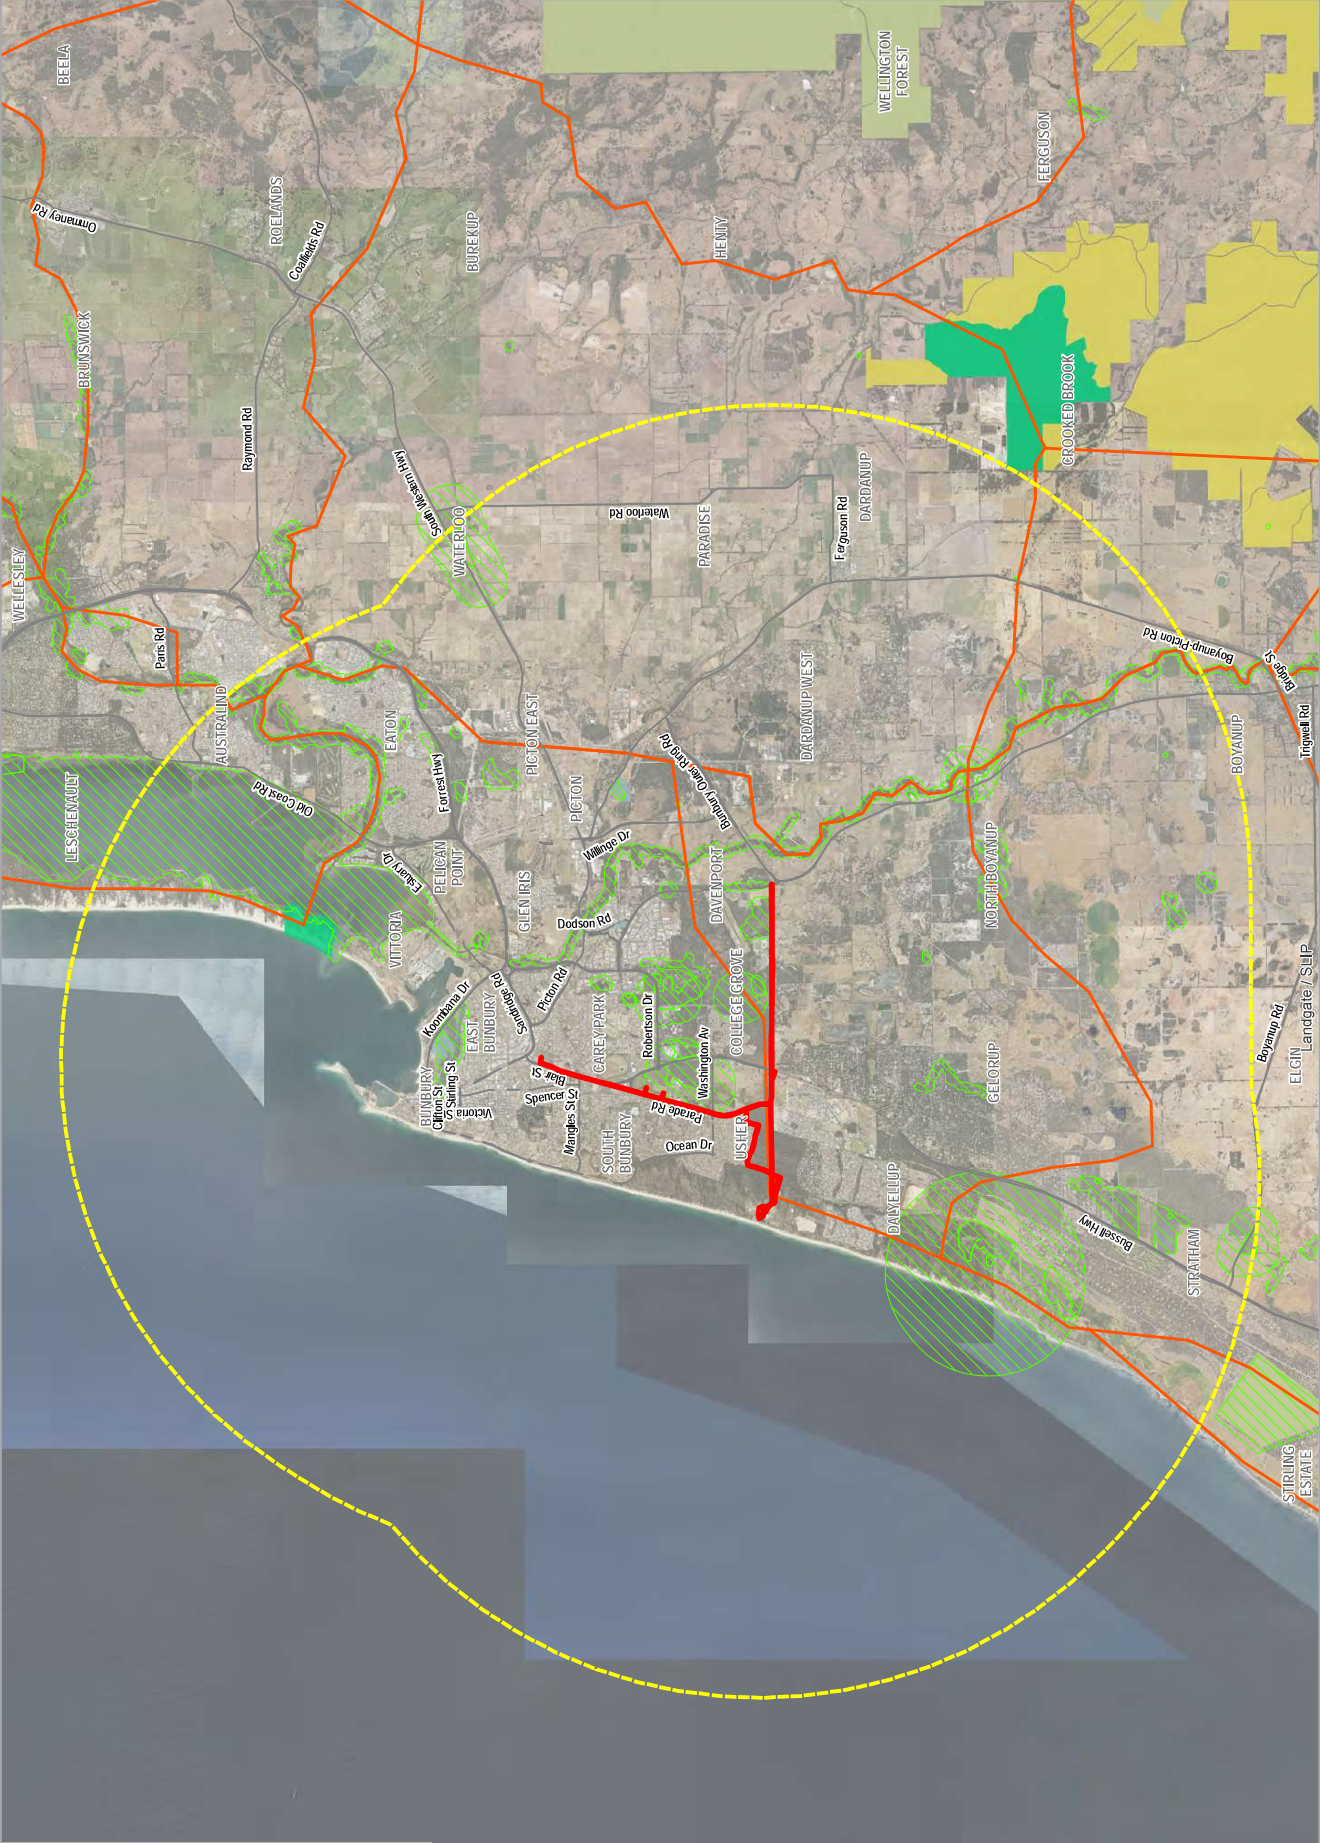 BEELA
Ommaney Rd
ROELANDS
Coalfields Rd
BUREKUP
WELLINGTON
FOREST
FERGUSON
HENTY
BRUNSWICK
Raymond Rd
CROOKED BROOK
South Western Hwy
WATERLOO
Waterloo Rd
PARADISE
Ferguson Rd
DARDANUP
WELLESLEY
Paris Rd
AUSTRALIND
EATON
PICTON EAST
DARDANUP WEST
Boyanup-Picton Rd
Bridge St
Trigwell Rd
BOYANUP
LESCHENAULT
Old Coast Rd
Forrest Hwy
PICTON
Bunbury Outer Ring Rd
Willinge Dr
Estuary Dr
PELICAN
POINT
GLEN IRIS
DAVENPORT
NORTH BOYANUP
VITTORIA
Dodson Rd
Koombana Dr
Sandridge Rd
Picton Rd
EAST
BUNBURY
CAREY PARK
Robertson Dr
COLLEGE GROVE
Washington Av
GELORUP
Boyanup Rd
ELGIN
Landgate / SLIP
BUNBURY
Clifton St
Stirling St
Victoria S
Blair St
Spencer St
Mangles St
Parade Rd
SOUTH
BUNBURY
Ocean Dr
USHER
DALYELLUP
Bussell Hwy
STRATHAM
STIRLING
ESTATE